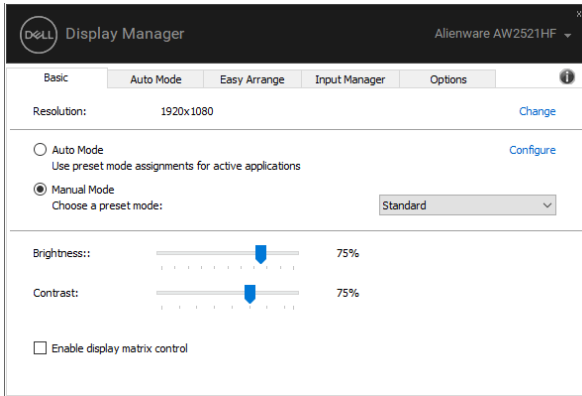 DELL Display Manager Alienware AW2521HF
x
Basic Auto Mode Easy Arrange Input Manager Options i
Resolution: 1920x1080 Change
Auto Mode Configure
Use preset mode assignments for active applications
Manual Mode
Choose a preset mode: Standard
Brightness:: 75%
Contrast: 75%
Enable display matrix control